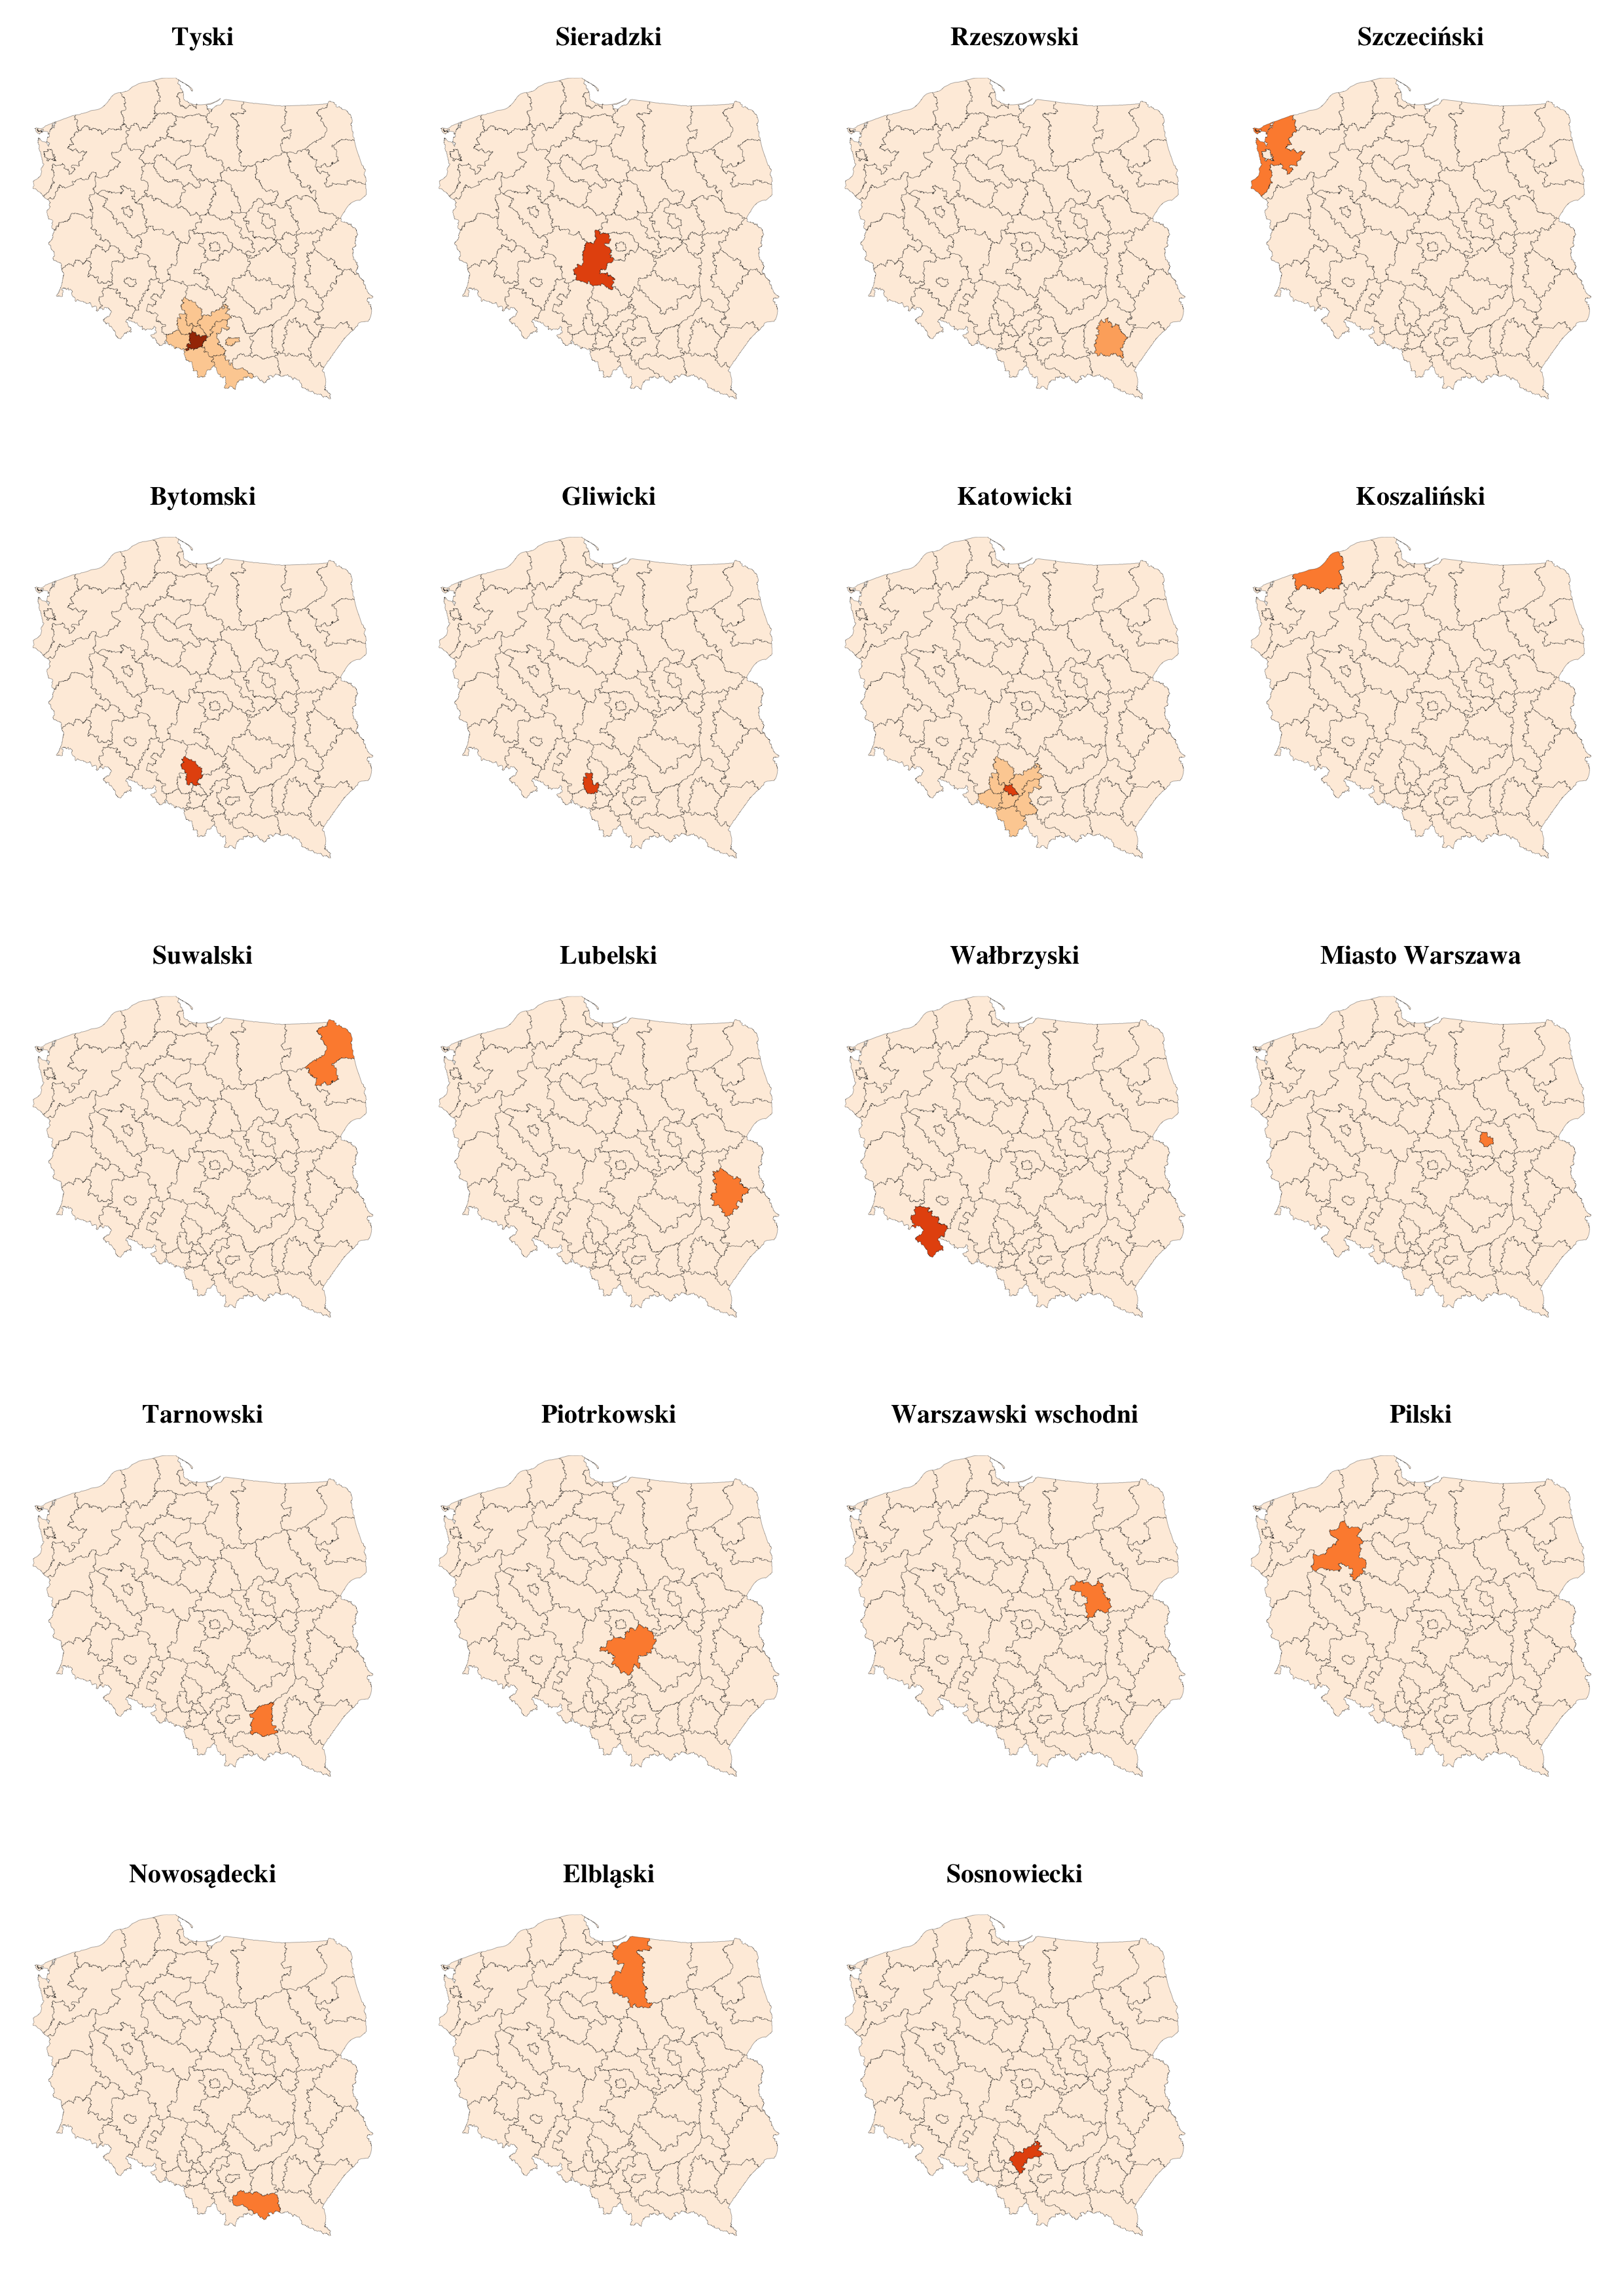 Tyski
Sieradzki
Rzeszowski
Szczeciński
Bytomski
Gliwicki
Katowicki
Koszaliński
Suwalski
Lubelski
Wałbrzyski
Miasto Warszawa
Tarnowski
Piotrkowski
Warszawski wschodni
Pilski
Nowosądecki
Elbląski
Sosnowiecki